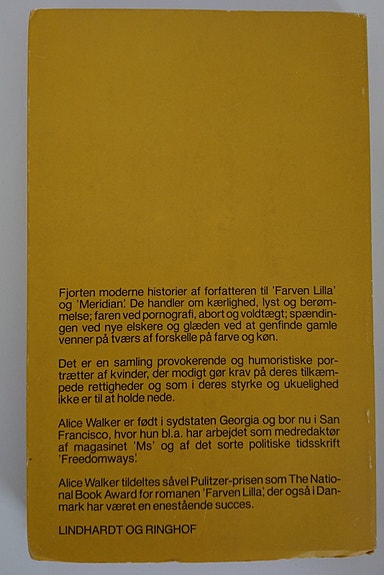 Fjorten moderne historier af forfatteren til 'Farven Lilla'
og 'Meridian'. De handler om kærlighed, lyst og berøm-
melse; faren ved pornografi, abort og voldtægt; spændin-
gen ved nye elskere og glæden ved at genfinde gamle
venner på tværs af forskelle på farve og køn.
Det er en samling provokerende og humoristiske por-
trætter af kvinder, der modigt gør krav på deres tilkæm-
pede rettigheder og som i deres styrke og ukuelighed
ikke er til at holde nede.
Alice Walker er født i sydstaten Georgia og bor nu i San
Francisco, hvor hun bl.a. har arbejdet som medredaktør
af magasinet 'Ms' og af det sorte politiske tidsskrift
'Freedomways'.
Alice Walker tildeltes såvel Pulitzer-prisen som The Natio-
nal Book Award for romanen 'Farven Lilla', der også i Dan-
mark har været en enestående succes.
LINDHARDT OG RINGHOF